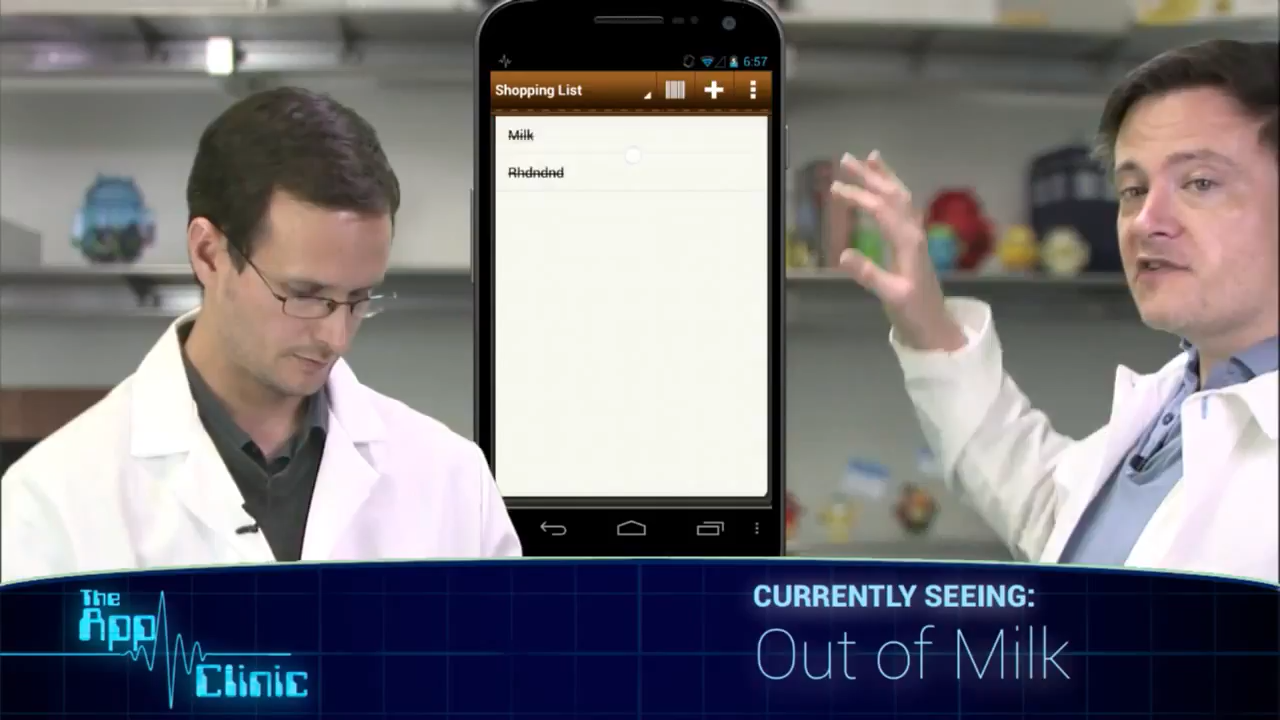 6:57
Shopping List
Milk
Rhdndnd
The
App
Clinic
CURRENTLY SEEING:
Out of Milk